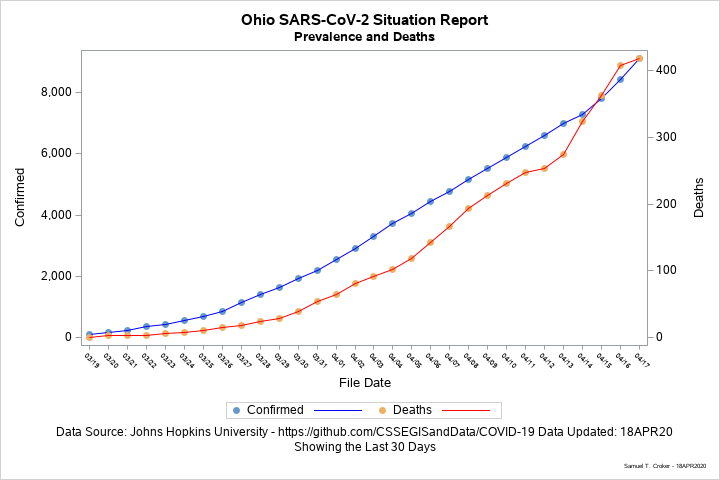 Ohio SARS-CoV-2 Situation Report
Prevalence and Deaths
Confirmed
8,000
6,000
4,000
2,000
0
400
300
200
100
0
Deaths
03/19 03/20 03/21 03/22 03/23 03/24 03/25 03/26 03/27 03/28 03/29 03/30 03/31 04/01 04/02 04/03 04/04 04/05 04/06 04/07 04/08 04/09 04/10 04/11 04/12 04/13 04/14 04/15 04/16 04/17
File Date
Confirmed Deaths
Data Source: Johns Hopkins University - https://github.com/CSSEGISandData/COVID-19 Data Updated: 18APR20
Showing the Last 30 Days
Samuel T. Croker - 18APR2020